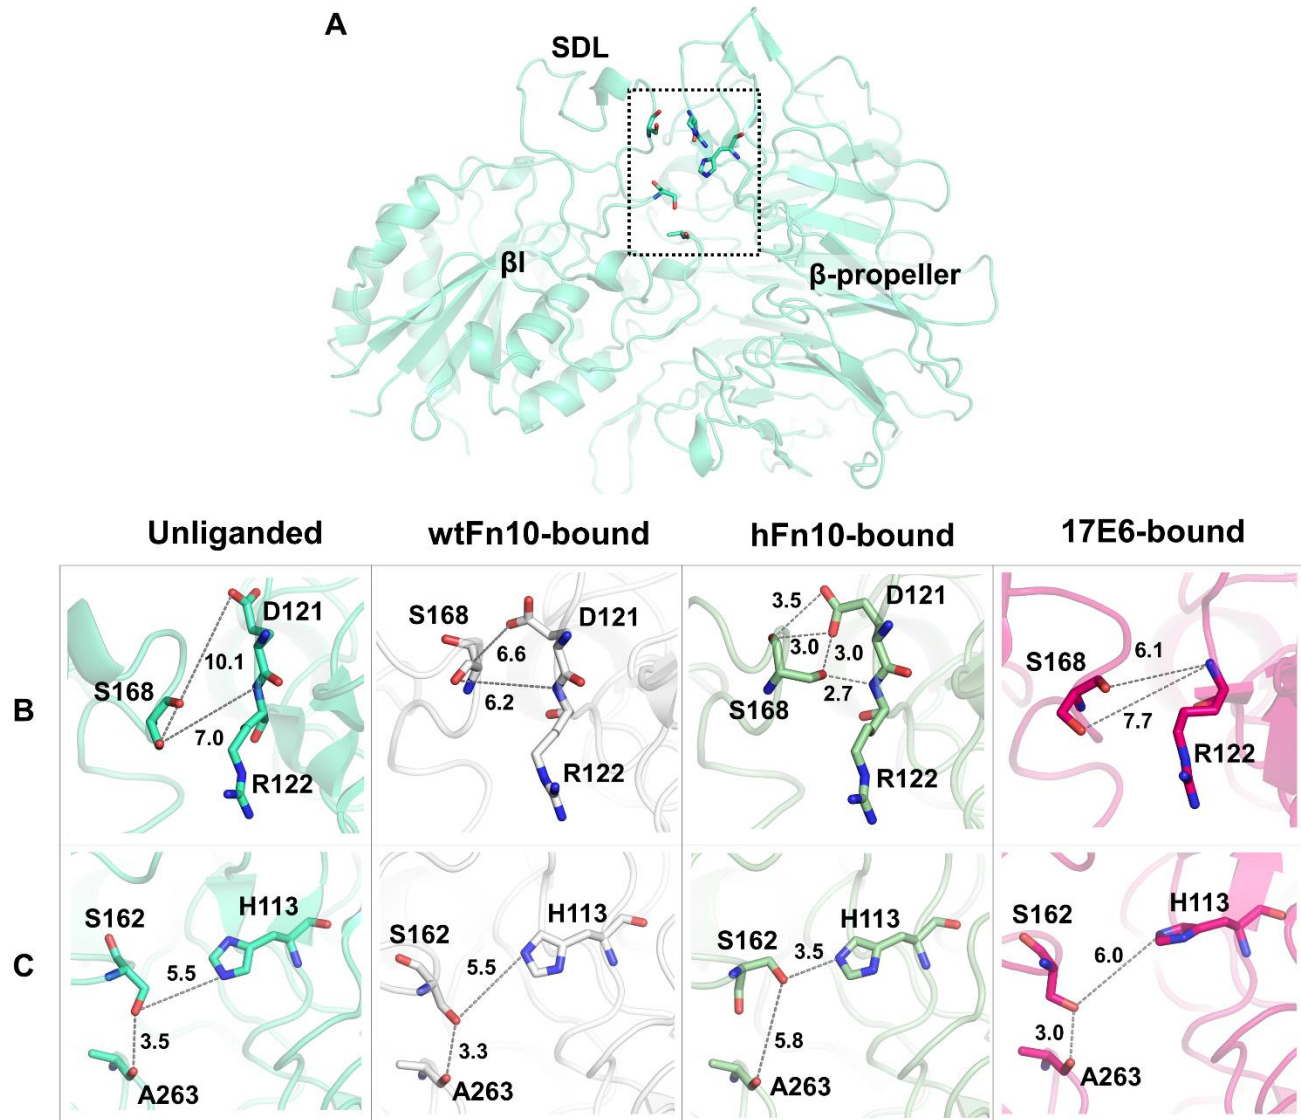 A
SDL
βI
β-propeller
Unliganded
wtFn10-bound
hFn10-bound
17E6-bound
B
D121
10.1
S168
7.0
R122
S168
D121
6.6
6.2
R122
3.5
D121
3.0
3.0
S168
2.7
R122
6.1
S168
7.7
R122
C
S162
H113
5.5
3.5
A263
S162
H113
5.5
3.3
A263
S162
H113
3.5
5.8
A263
S162
H113
6.0
3.0
A263